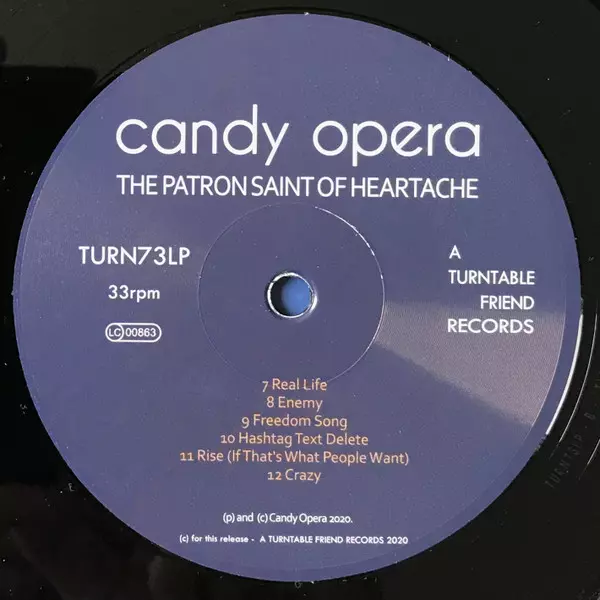 candy opera
THE PATRON SAINT OF HEARTACHE
TURN73LP
33rpm
LC 00863
A
TURNTABLE
FRIEND
RECORDS
7 Real Life
8 Enemy
9 Freedom Song
10 Hashtag Text Delete
11 Rise (If That's What People Want)
12 Crazy
(p) and (c) Candy Opera 2020.
(c) for this release - A TURNTABLE FRIEND RECORDS 2020